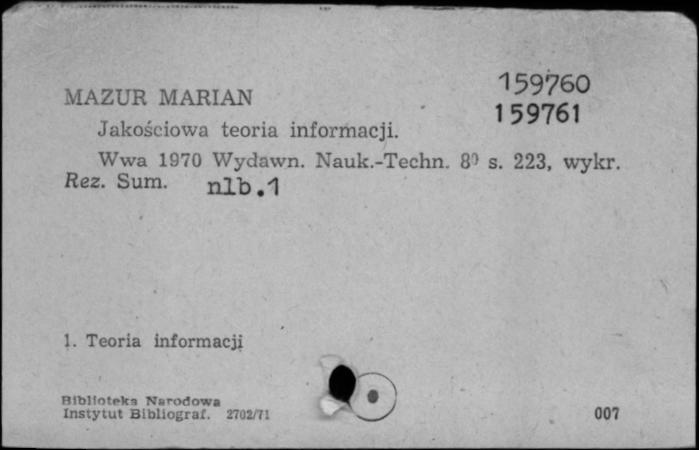 159760
MAZUR MARIAN
159761
Jakościowa teoria informacji.
Wwa 1970 Wydawn. Nauk.-Techn. 8⁰ s. 223, wykr.
Rez. Sum. nlb.1
1. Teoria informacji
Biblioteka Narodowa
Instytut Bibliograf. 2702/71
007